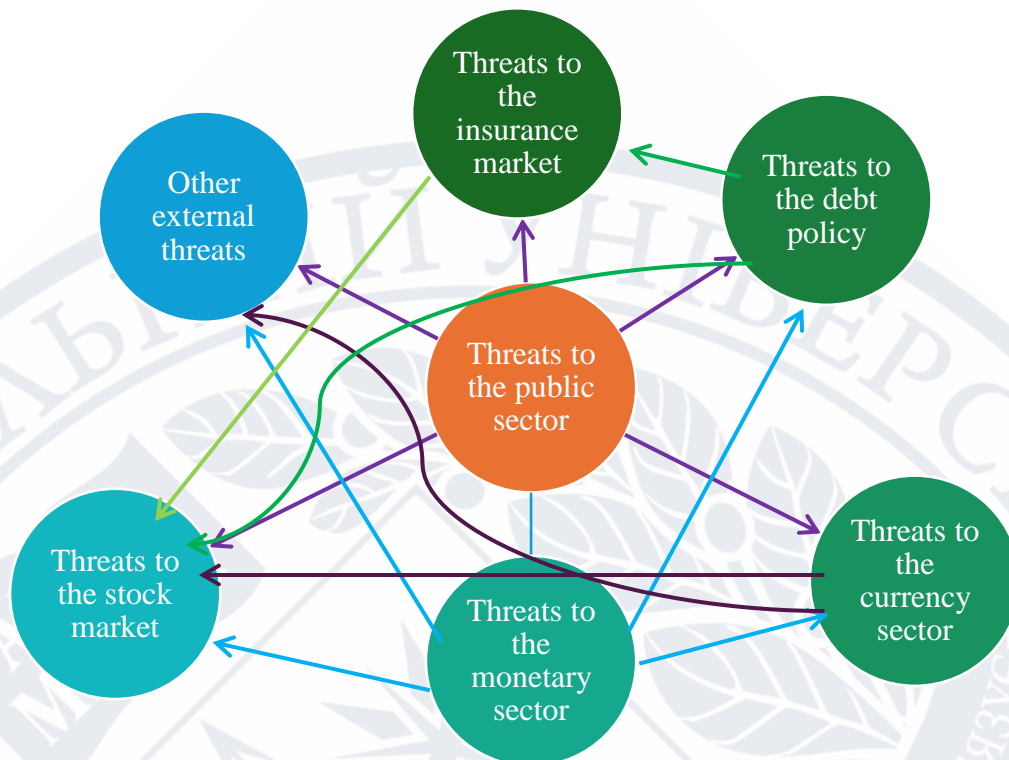 Threats to
the
insurance
market
Other
external
threats
Threats to
the debt
policy
Threats to
the public
sector
Threats to
the stock
market
Threats to
the
monetary
sector
Threats to
the
currency
sector